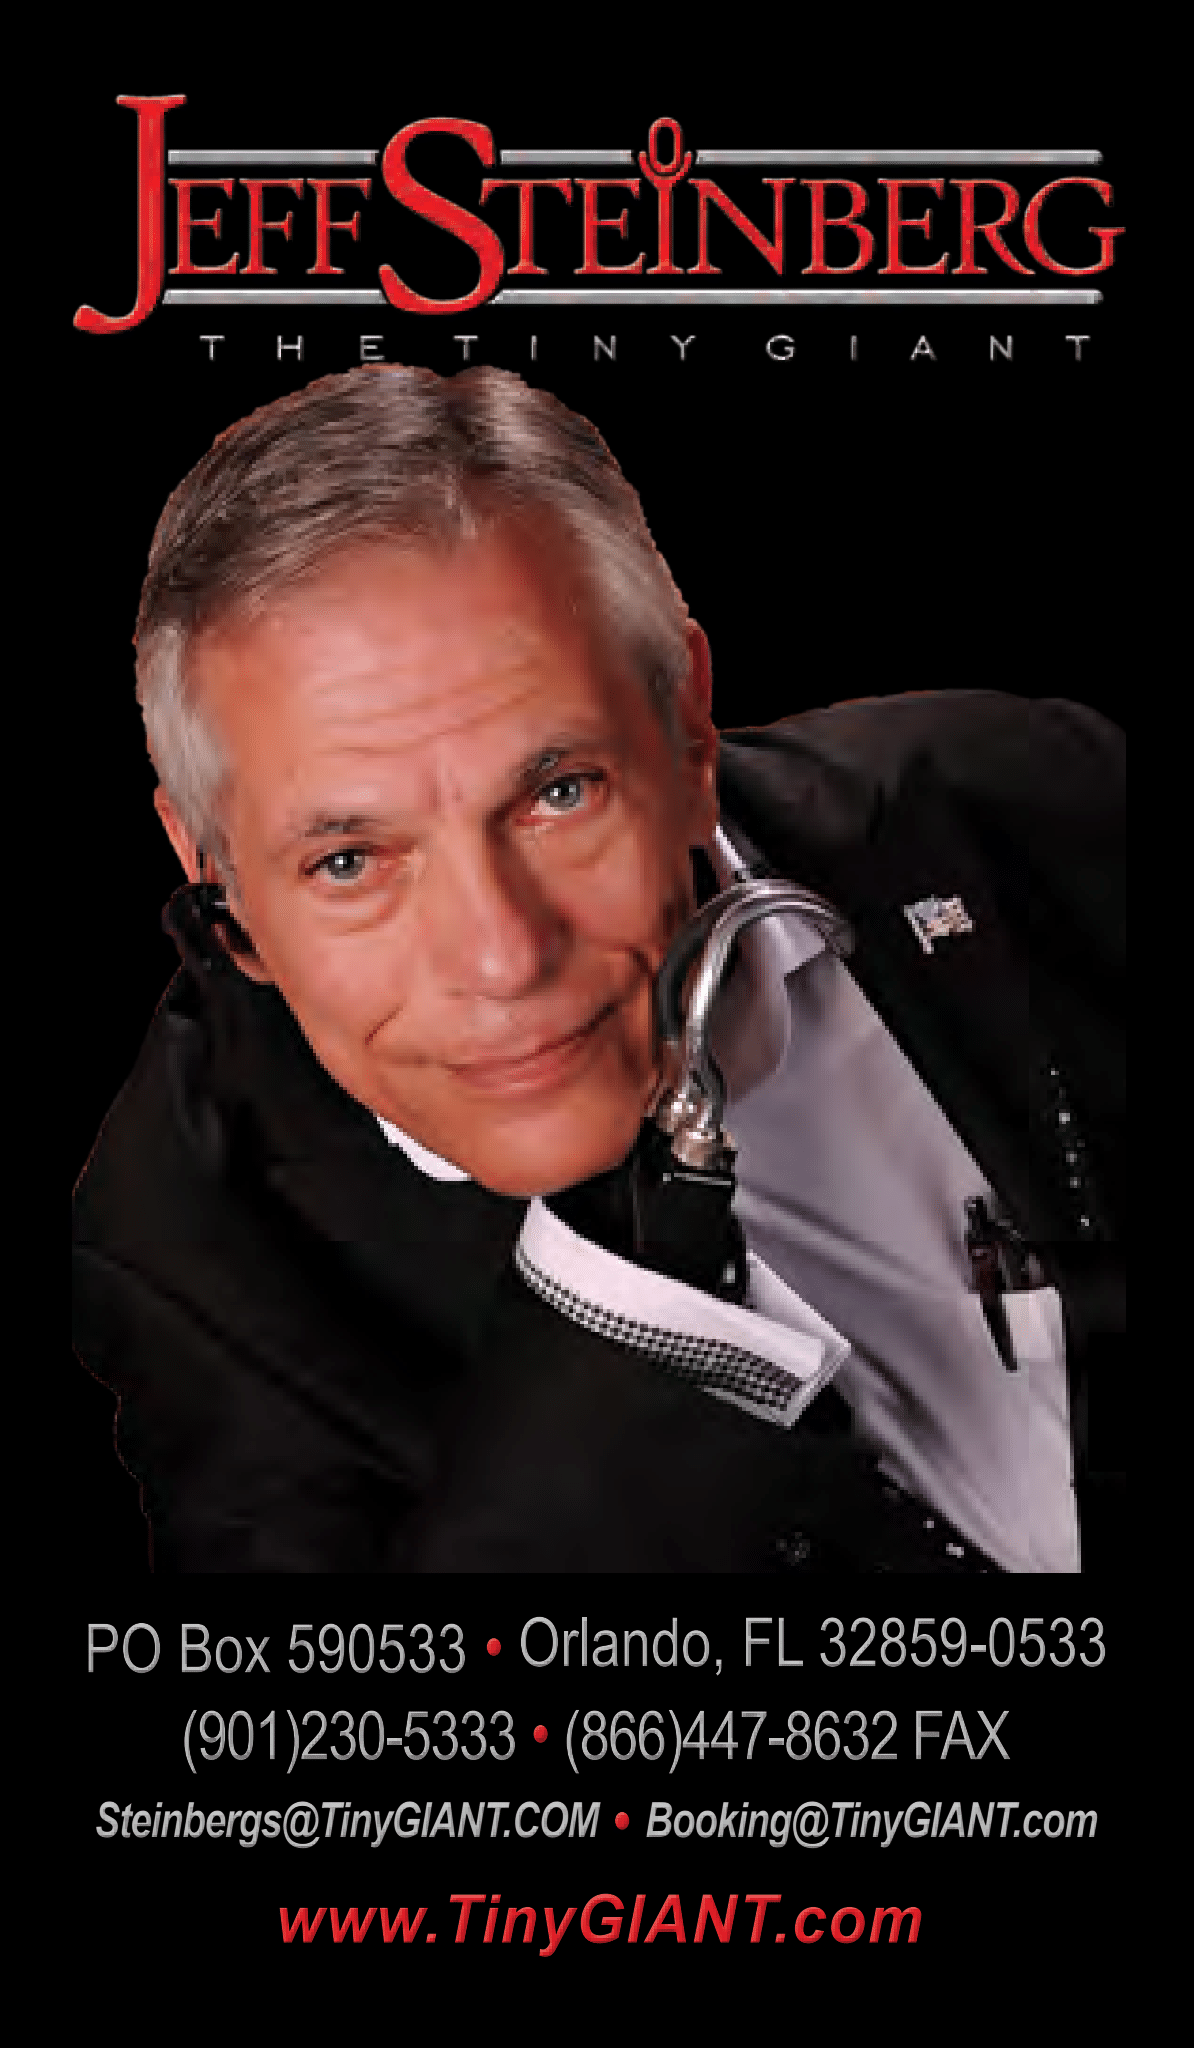 JEFF STEINBERG
THE TINY GIANT
PO Box 590533 • Orlando, FL 32859-0533
(901)230-5333 • (866)447-8632 FAX
Steinbergs@TinyGIANT.COM • Booking@TinyGIANT.com
www.TinyGIANT.com